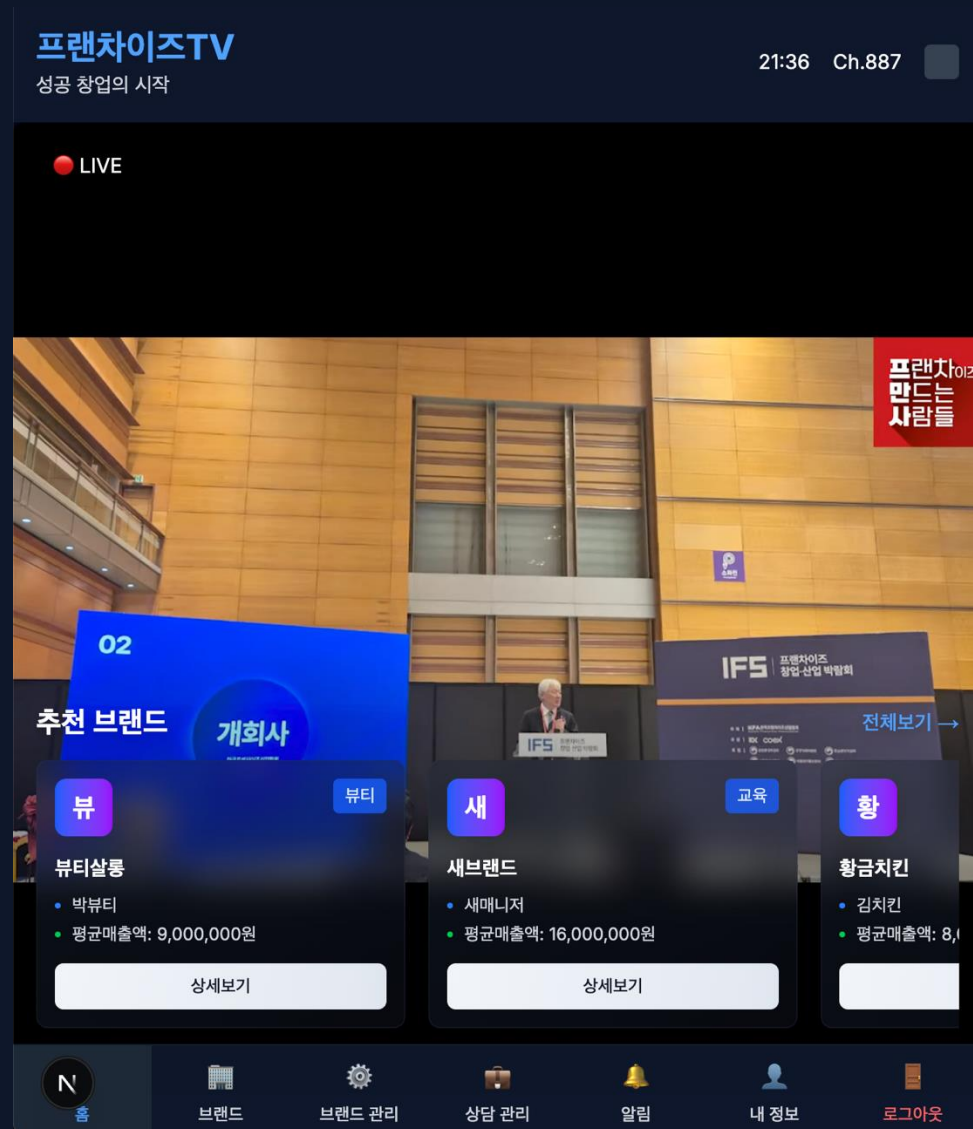 프랜차이즈TV
성공 창업의 시작
21:36 Ch.887
LIVE
프랜차이즈
만드는
사람들
02
개회사
IFS 프랜차이즈
창업·산업 박람회
IFS
추천 브랜드
전체보기 →
뷰
뷰티
뷰티살롱
박뷰티
평균매출액: 9,000,000원
상세보기
새
교육
새브랜드
새매니저
평균매출액: 16,000,000원
상세보기
황
황금치킨
김치킨
평균매출액: 8,
N
홈
브랜드
브랜드 관리
상담 관리
알림
내 정보
로그아웃